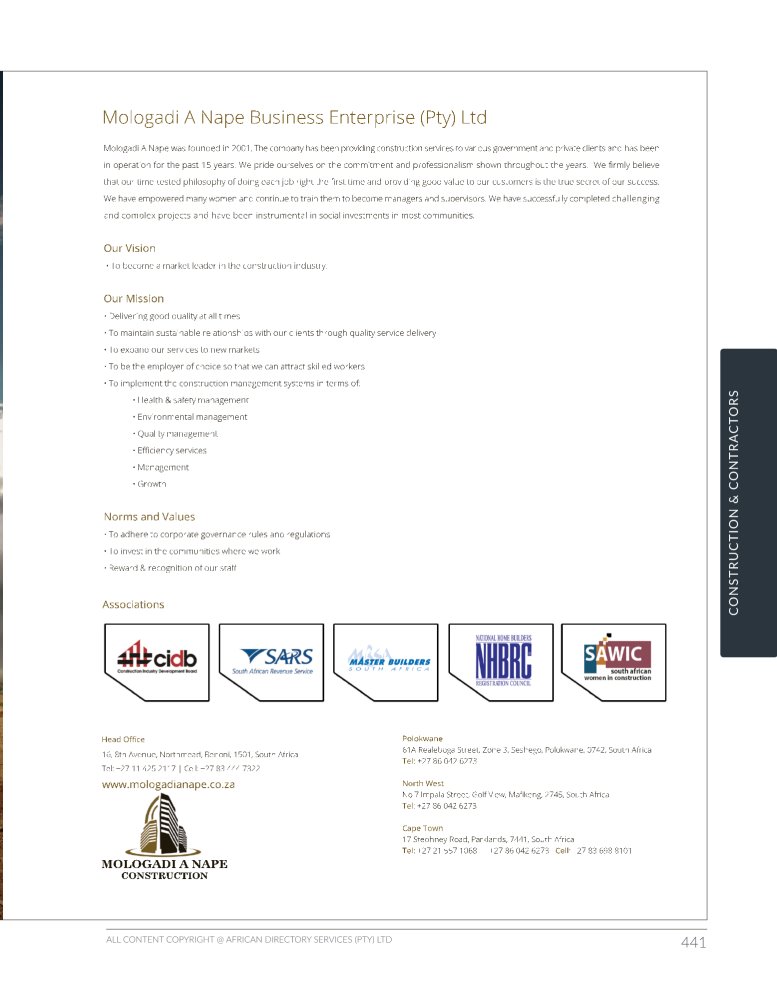 Mologadi A Nape Business Enterprise (Pty) Ltd
Mologadi A Nape was founded in 2001. The company has been providing construction services to various government and private clients and has been
in operation for the past 15 years. We pride ourselves on the commitment and professionalism shown throughout the years. We firmly believe
that our time tested philosophy of doing each job right the first time and providing good value to our customers is the true secret of our success.
We have empowered many women and continue to train them to become managers and supervisors. We have successfully completed challenging
and complex projects and have been instrumental in social investments in most communities.
Our Vision
• To become a market leader in the construction industry.
Our Mission
• Delivering good quality at all times
• To maintain sustainable relationships with our clients through quality service delivery
• To expand our services to new markets
• To be the employer of choice so that we can attract skilled workers
• To implement the construction management systems in terms of:
• Health & safety management
• Environmental management
• Quality management
• Efficiency services
• Management
• Growth
Norms and Values
• To adhere to corporate governance rules and regulations
• To invest in the communities where we work
• Reward & recognition of our staff
Associations
cidb
Construction Industry Development Board
SARS
South African Revenue Service
MBSA
MASTER BUILDERS
SOUTH AFRICA
NATIONAL HOME BUILDERS
NHBRC
REGISTRATION COUNCIL
SAWIC
south african
women in construction
Head Office
16, 8th Avenue, Northmead, Benoni, 1501, South Africa
Tel: +27 11 425 2117 | Cell: +27 83 7322
www.mologadianape.co.za
MOLOGADI A NAPE
CONSTRUCTION
Polokwane
61A Realeboga Street, Zone 3, Seshego, Polokwane, 0742, South Africa
Tel: +27 86 042 6273
North West
No 7 Impala Street, Golf View, Mafikeng, 2745, South Africa
Tel: +27 86 042 6273
Cape Town
17 Road, Parklands, 7441, South Africa
Tel: +27 21 557 1068 +27 86 042 6273 Cell: 27 83 698 8101
CONSTRUCTION & CONTRACTORS
ALL CONTENT COPYRIGHT @ AFRICAN DIRECTORY SERVICES (PTY) LTD
441